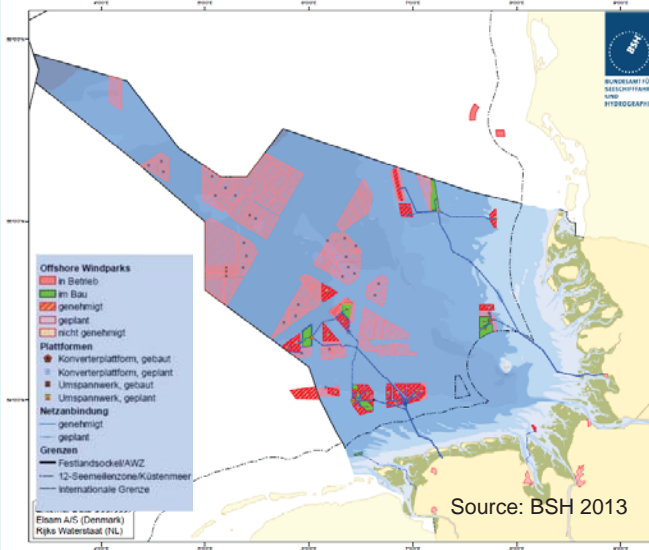 BSH
BUNDESAMT FÜR
SEESCHIFFFAHRT
UND
HYDROGRAPHIE
Offshore Windparks
in Betrieb
im Bau
genehmigt
geplant
nicht genehmigt
Plattformen
Konverterplattform, gebaut
Konverterplattform, geplant
Umspannwerk, gebaut
Umspannwerk, geplant
Netzanbindung
genehmigt
geplant
Grenzen
Festlandsockel/AWZ
12-Seemeilenzone/Küstenmeer
Internationale Grenze
Elsam A/S (Denmark)
Rijks Waterstaat (NL)
Source: BSH 2013